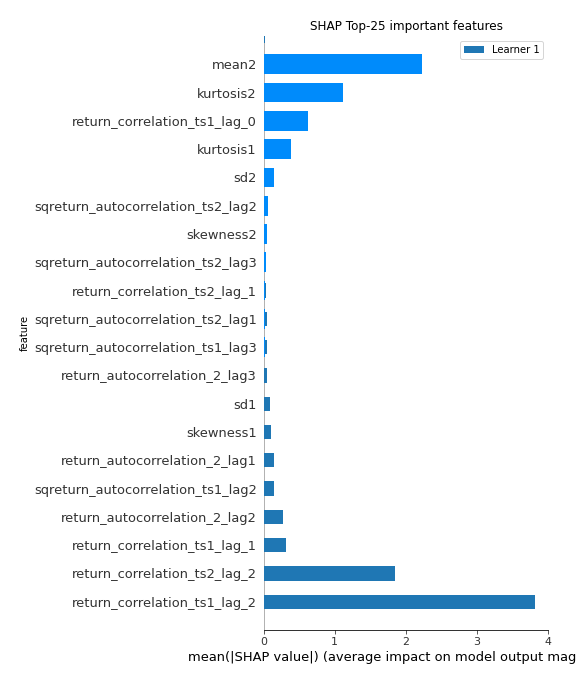 SHAP Top-25 important features
Learner 1
mean2
kurtosis2
return_correlation_ts1_lag_0
kurtosis1
sd2
sqreturn_autocorrelation_ts2_lag2
skewness2
sqreturn_autocorrelation_ts2_lag3
return_correlation_ts2_lag_1
sqreturn_autocorrelation_ts2_lag1
sqreturn_autocorrelation_ts1_lag3
return_autocorrelation_2_lag3
sd1
skewness1
return_autocorrelation_2_lag1
sqreturn_autocorrelation_ts1_lag2
return_autocorrelation_2_lag2
return_correlation_ts1_lag_1
return_correlation_ts2_lag_2
return_correlation_ts1_lag_2
feature
0 1 2 3 4
mean(|SHAP value|) (average impact on model output mag